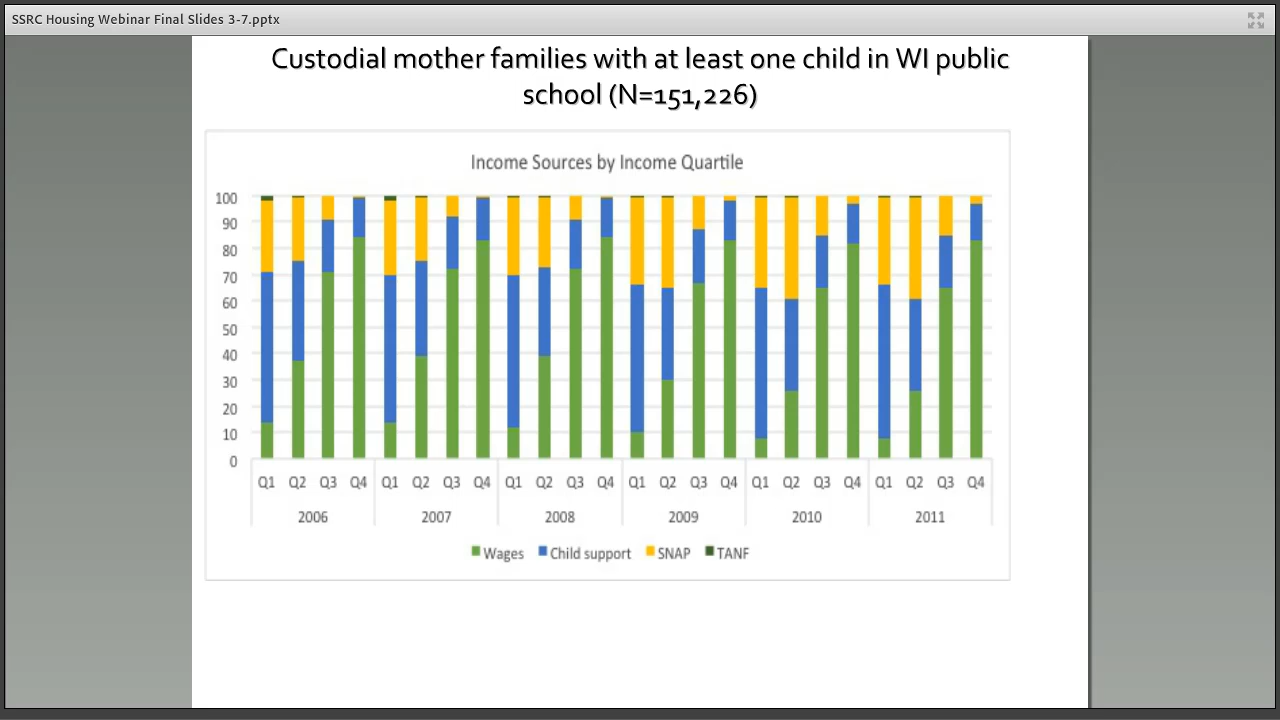 SSRC Housing Webinar Final Slides 3-7.pptx
Custodial mother families with at least one child in WI public
school (N=151,226)
Income Sources by Income Quartile
100
90
80
70
60
50
40
30
20
10
0
Q1 Q2 Q3 Q4 Q1 Q2 Q3 Q4 Q1 Q2 Q3 Q4 Q1 Q2 Q3 Q4 Q1 Q2 Q3 Q4 Q1 Q2 Q3 Q4
2006 2007 2008 2009 2010 2011
Wages Child support SNAP TANF